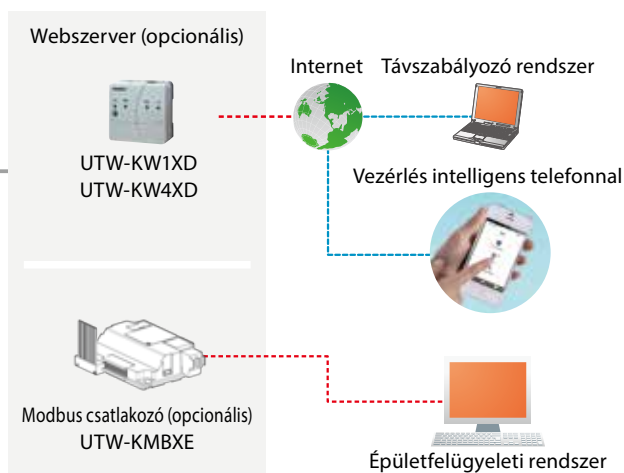 Webszerver (opcionális)
UTW-KW1XD
UTW-KW4XD
Internet
Távszabályozó rendszer
Vezérlés intelligens telefonnal
Modbus csatlakozó (opcionális)
UTW-KMBXE
Épületfelügyeleti rendszer